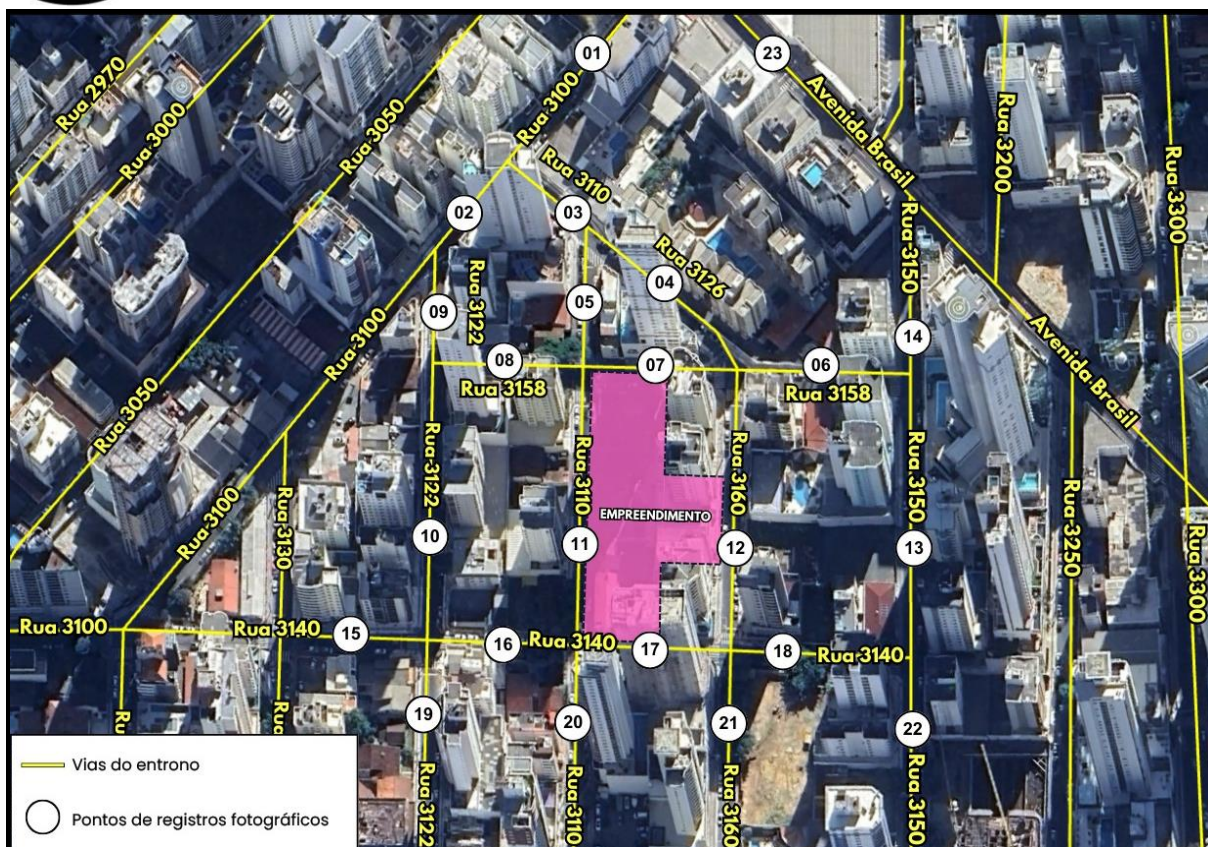 01
23
Rua 2970
Rua 3000
Rua 3050
Rua 3100
Avenida Brasil
Rua 3200
Rua 3300
Rua 3110
02
03
Rua 3126
Rua 3150
04
05
09
Rua 3122
Rua 3100
14
Avenida Brasil
08
07
06
Rua 3158
Rua 3158
Rua 3050
Rua 3100
Rua 3130
Rua 3122
Rua 3110
EMPREENDIMENTO
Rua 3160
Rua 3150
Rua 3250
Rua 3300
10
11
12
13
Rua 3100
Rua 3140
15
16
Rua 3140
17
18
Rua 3140
Ru
Rua
19
20
21
22
Rua 3122
Rua 3110
Rua 3160
Rua 3150
Vias do entrono
Pontos de registros fotográficos